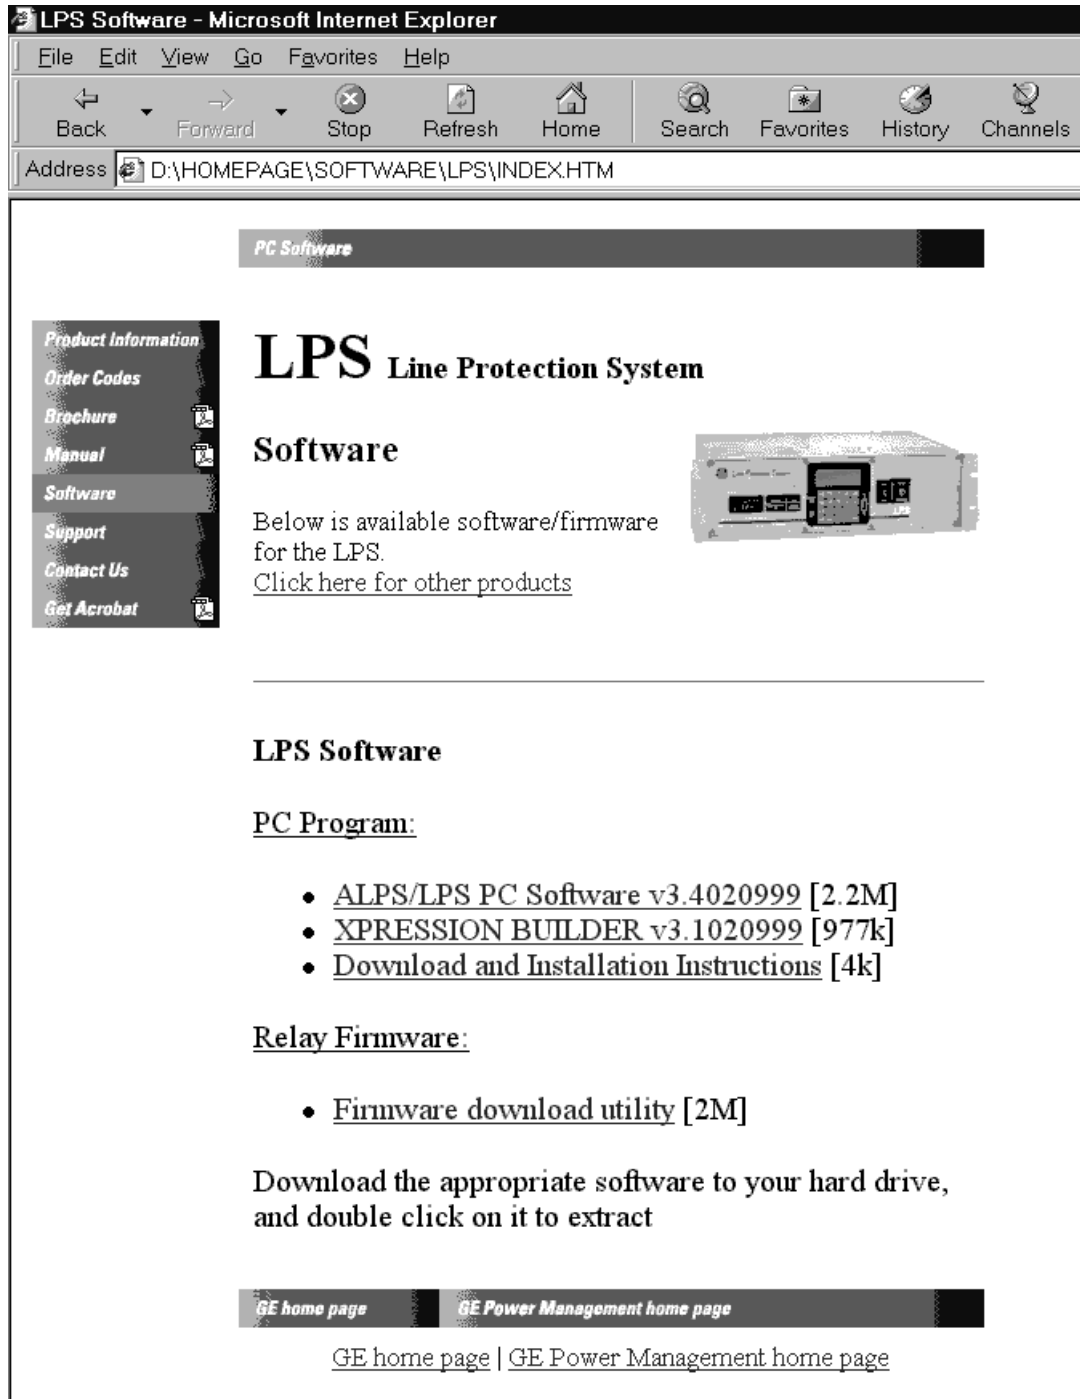 LPS Software - Microsoft Internet Explorer
File Edit View Go Favorites Help
Back Forward Stop Refresh Home Search Favorites History Channels
Address D:\HOMEPAGE\SOFTWARE\LPS\INDEX.HTM
PC Software
Product Information
Order Codes
Brochure
Manual
Software
Support
Contact Us
Get Acrobat
LPS Line Protection System
Software
Below is available software/firmware
for the LPS.
Click here for other products
LPS Software
PC Program:
• ALPS/LPS PC Software v3.4020999 [2.2M]
• XPRESSION BUILDER v3.1020999 [977k]
• Download and Installation Instructions [4k]
Relay Firmware:
• Firmware download utility [2M]
Download the appropriate software to your hard drive,
and double click on it to extract
GE home page GE Power Management home page
GE home page | GE Power Management home page